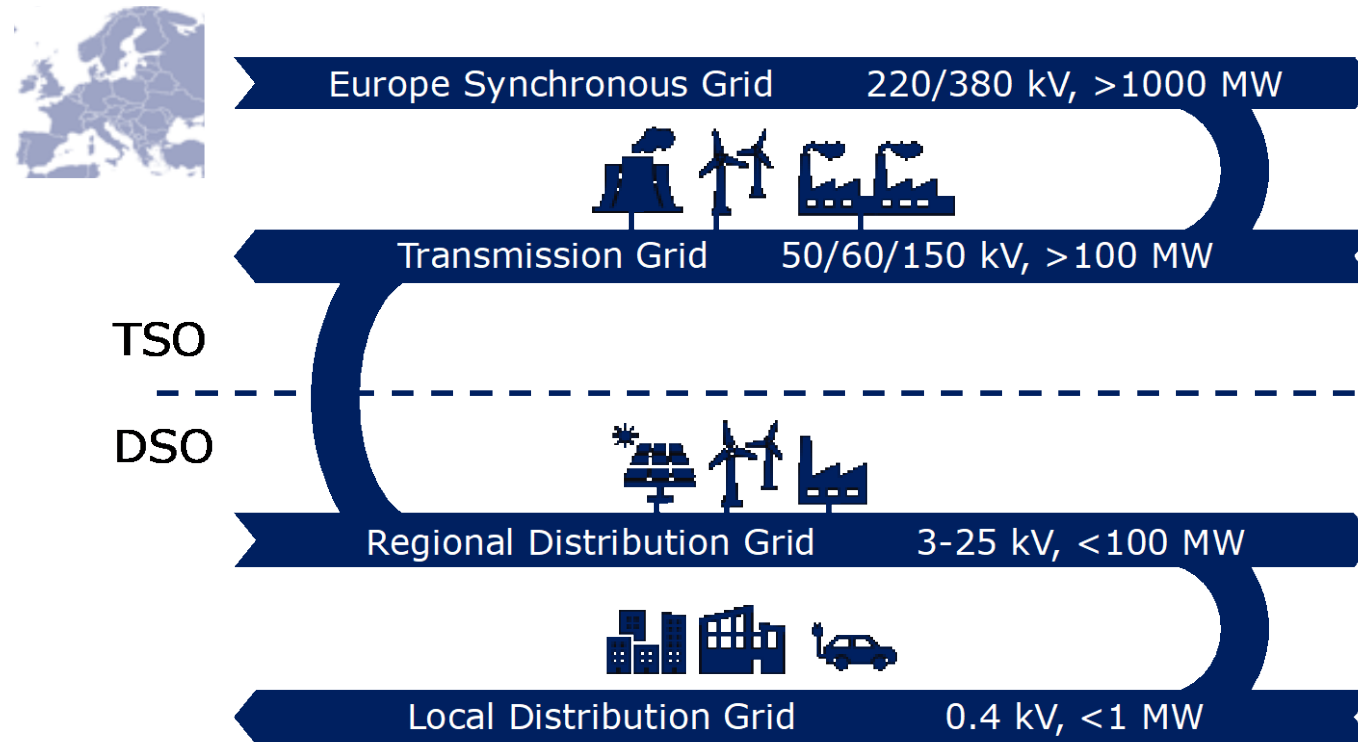 Europe Synchronous Grid 220/380 kV, >1000 MW
Transmission Grid 50/60/150 kV, >100 MW
TSO
DSO
Regional Distribution Grid 3-25 kV, <100 MW
Local Distribution Grid 0.4 kV, <1 MW